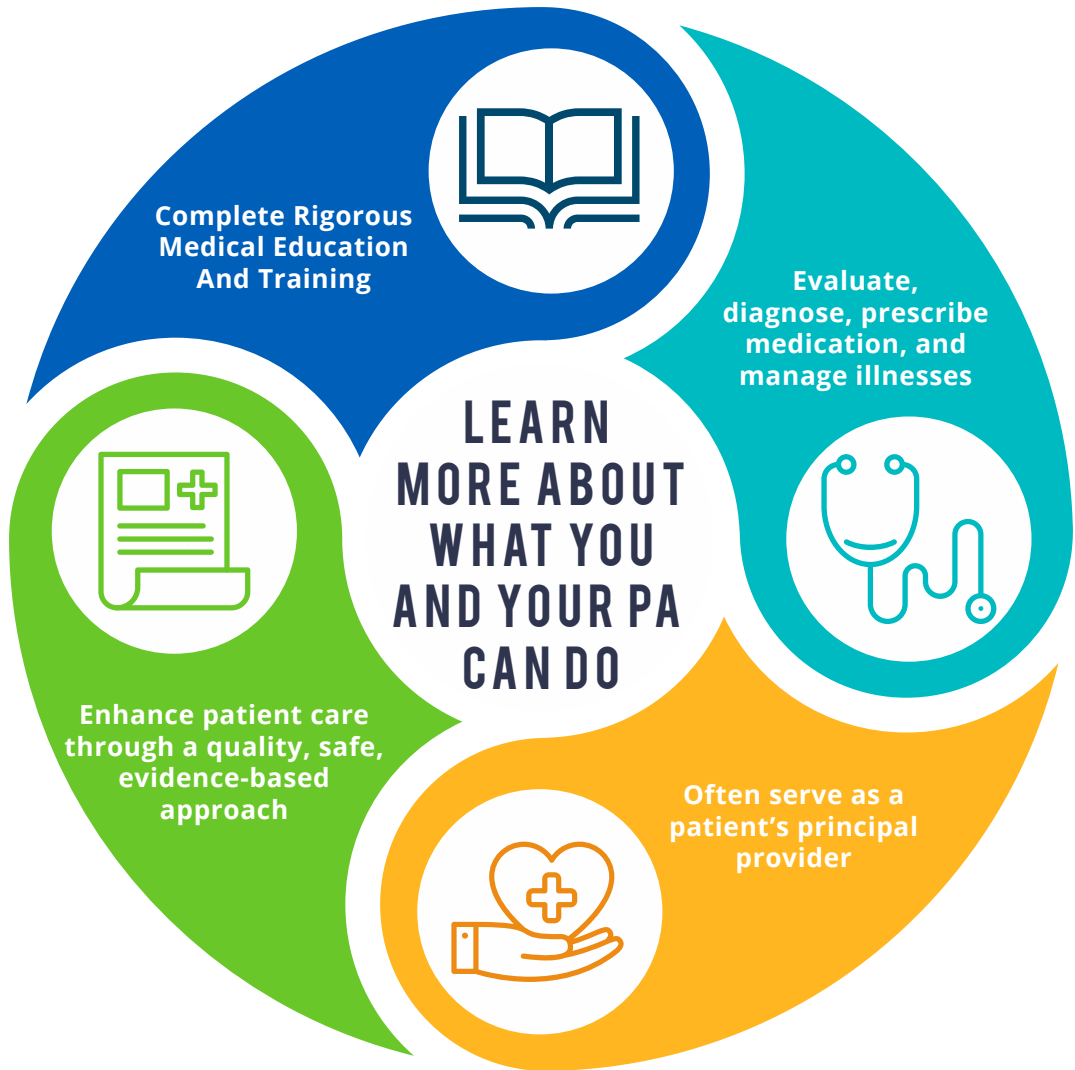 Complete Rigorous
Medical Education
And Training
Evaluate,
diagnose, prescribe
medication, and
manage illnesses
LEARN
MORE ABOUT
WHAT YOU
AND YOUR PA
CAN DO
Enhance patient care
through a quality, safe,
evidence-based
approach
Often serve as a
patient’s principal
provider